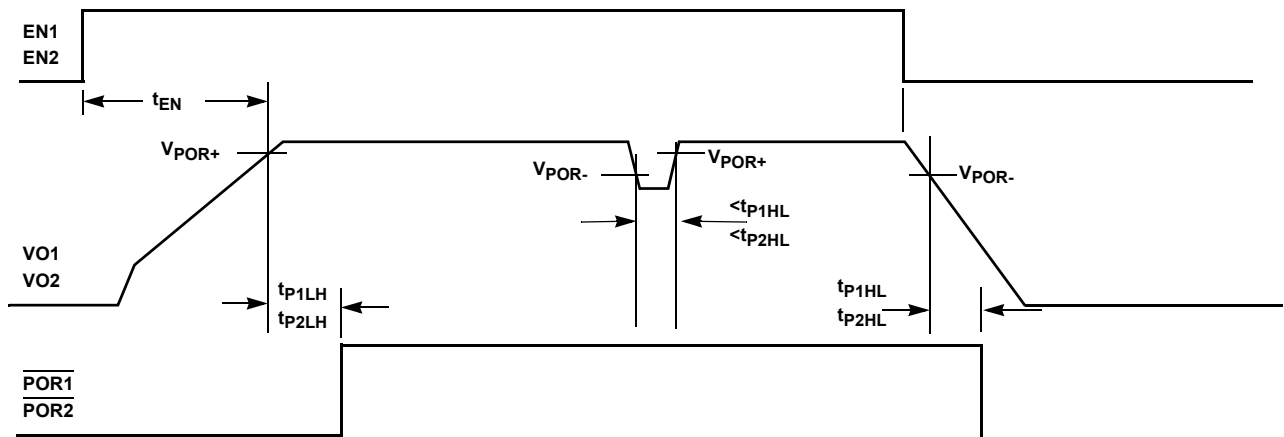 EN1
EN2
tEN
VPOR+
VPOR-
VPOR+
VPOR-
<tP1HL
<tP2HL
VO1
VO2
tP1LH
tP2LH
tP1HL
tP2HL
POR1
POR2